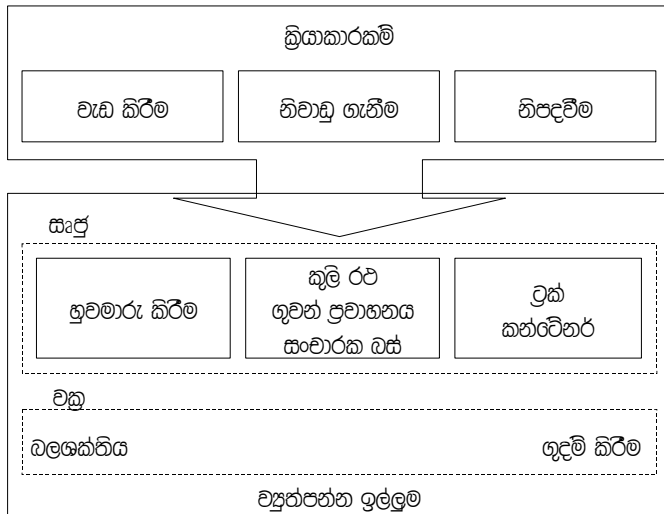 ක්‍රියාකාරකම්
වැඩ කිරීම
නිවාඩු ගැනීම
නිපදවීම
සෘජු
හුවමාරු කිරීම
කුලි රථ
ගුවන් ප්‍රවාහනය
සංචාරක බස්
ට්‍රක්
කන්ටේනර්
වක්‍ර
බලශක්තිය
ගුදම් කිරීම
ව්‍යුත්පන්න ඉල්ලුම